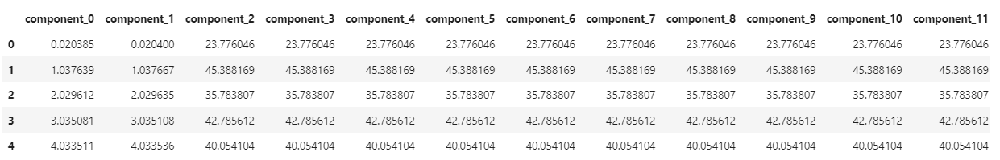 component_0 component_1 component_2 component_3 component_4 component_5 component_6 component_7 component_8 component_9 component_10 component_11
0 0.020385 0.020400 23.776046 23.776046 23.776046 23.776046 23.776046 23.776046 23.776046 23.776046 23.776046 23.776046
1 1.037639 1.037667 45.388169 45.388169 45.388169 45.388169 45.388169 45.388169 45.388169 45.388169 45.388169 45.388169
2 2.029612 2.029635 35.783807 35.783807 35.783807 35.783807 35.783807 35.783807 35.783807 35.783807 35.783807 35.783807
3 3.035081 3.035108 42.785612 42.785612 42.785612 42.785612 42.785612 42.785612 42.785612 42.785612 42.785612 42.785612
4 4.033511 4.033536 40.054104 40.054104 40.054104 40.054104 40.054104 40.054104 40.054104 40.054104 40.054104 40.054104